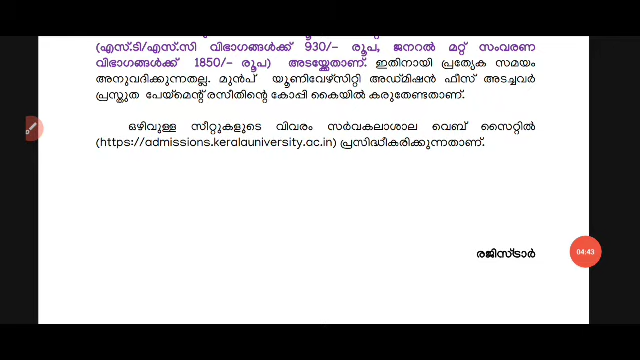 (എസ്.ടി/എസ്.സി വിഭാഗങ്ങൾക്ക് 930/- രൂപ, ജനറൽ മറ്റ് സംവരണ
വിഭാഗങ്ങൾക്ക് 1850/- രൂപ) അടയ്ക്കേതാണ്. ഇതിനായി പ്രത്യേക സമയം
അനുവദിക്കുന്നതല്ല. മുൻപ് യൂണിവേഴ്സിറ്റി അഡ്മിഷൻ ഫീസ് അടച്ചവർ
പ്രസ്തുത പേയ്മെന്റ് രസീതിന്റെ കോപ്പി കൈയിൽ കരുതേണ്ടതാണ്.
ഒഴിവുള്ള സീറ്റുകളുടെ വിവരം സർവകലാശാല വെബ് സൈറ്റിൽ
(https://admissions.keralauniversity.ac.in) പ്രസിദ്ധീകരിക്കുന്നതാണ്.
രജിസ്ട്രാർ
04:43